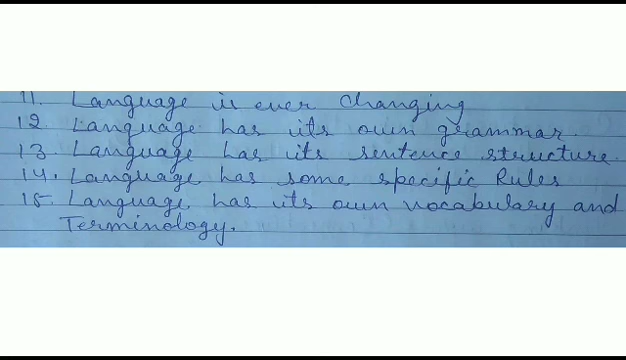 11. Language is ever changing
12. Language has its own grammar
13. Language has its sentence structure
14. Language has some specific Rules
15. Language has its own vocabulary and
Terminology.